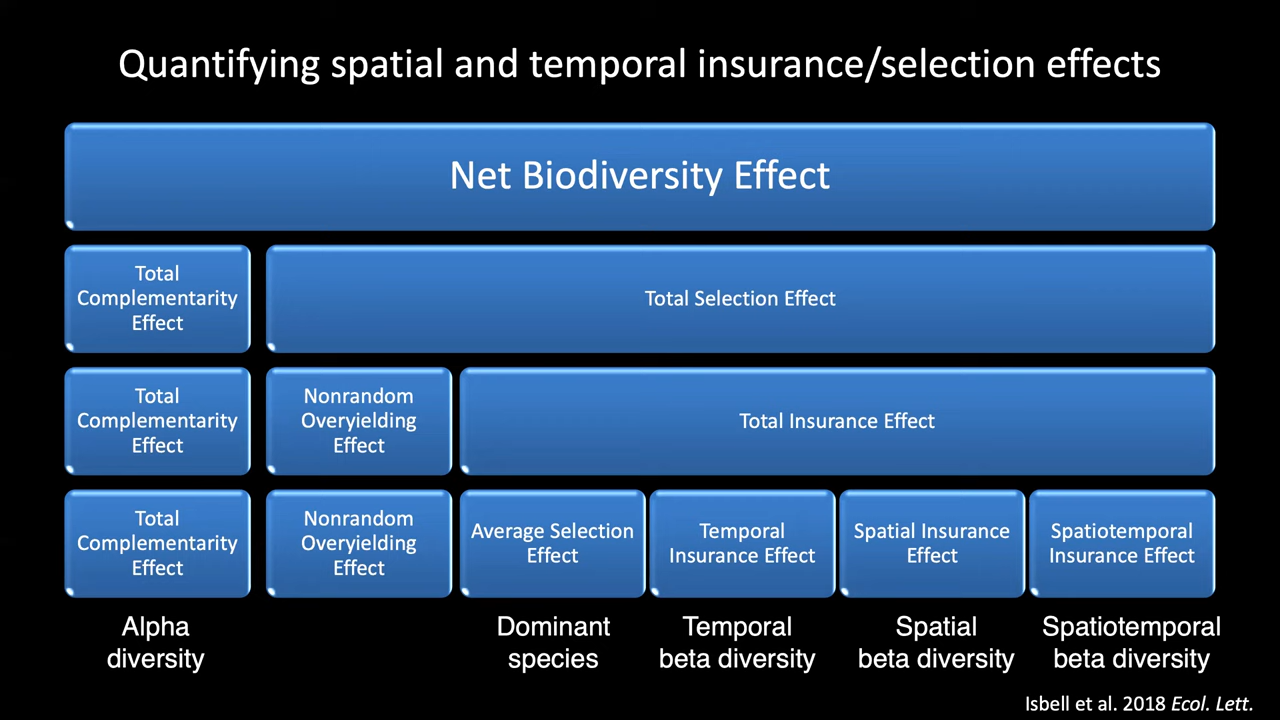 Quantifying spatial and temporal insurance/selection effects
Net Biodiversity Effect
Total
Complementarity
Effect
Total Selection Effect
Total
Complementarity
Effect
Nonrandom
Overyielding
Effect
Total Insurance Effect
Total
Complementarity
Effect
Nonrandom
Overyielding
Effect
Average Selection
Effect
Temporal
Insurance Effect
Spatial Insurance
Effect
Spatiotemporal
Insurance Effect
Alpha
diversity
Dominant
species
Temporal
beta diversity
Spatial
beta diversity
Spatiotemporal
beta diversity
Isbell et al. 2018 Ecol. Lett.